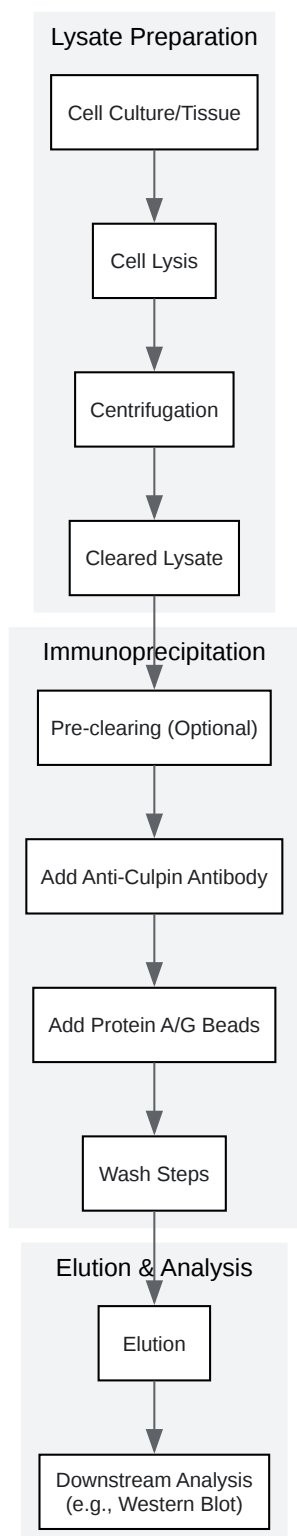 Lysate Preparation
Cell Culture/Tissue
Cell Lysis
Centrifugation
Cleared Lysate
Immunoprecipitation
Pre-clearing (Optional)
Add Anti-Culpin Antibody
Add Protein A/G Beads
Wash Steps
Elution & Analysis
Elution
Downstream Analysis
(e.g., Western Blot)